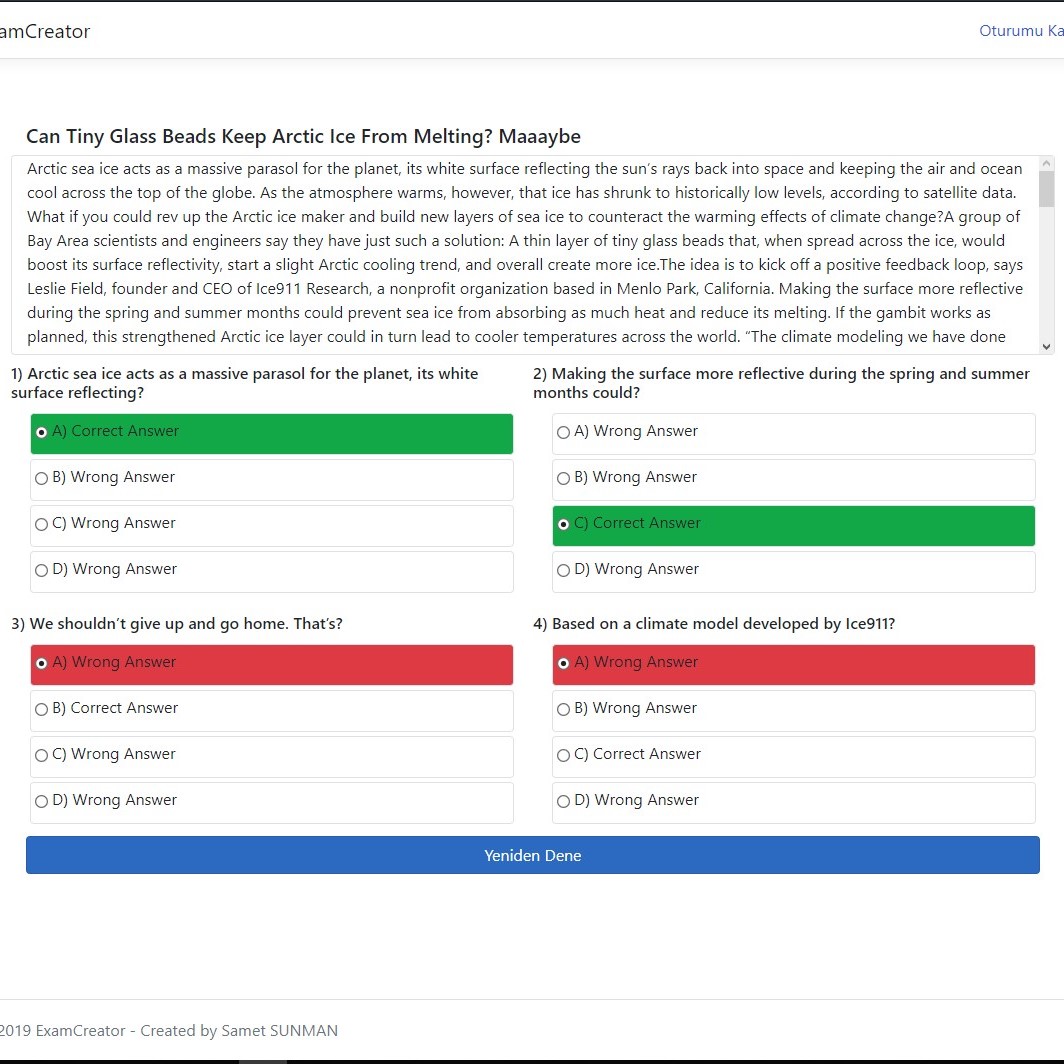 amCreator
Oturumu Ka
Can Tiny Glass Beads Keep Arctic Ice From Melting? Maaaybe
Arctic sea ice acts as a massive parasol for the planet, its white surface reflecting the sun’s rays back into space and keeping the air and ocean
cool across the top of the globe. As the atmosphere warms, however, that ice has shrunk to historically low levels, according to satellite data.
What if you could rev up the Arctic ice maker and build new layers of sea ice to counteract the warming effects of climate change?A group of
Bay Area scientists and engineers say they have just such a solution: A thin layer of tiny glass beads that, when spread across the ice, would
boost its surface reflectivity, start a slight Arctic cooling trend, and overall create more ice.The idea is to kick off a positive feedback loop, says
Leslie Field, founder and CEO of Ice911 Research, a nonprofit organization based in Menlo Park, California. Making the surface more reflective
during the spring and summer months could prevent sea ice from absorbing as much heat and reduce its melting. If the gambit works as
planned, this strengthened Arctic ice layer could in turn lead to cooler temperatures across the world. “The climate modeling we have done
1) Arctic sea ice acts as a massive parasol for the planet, its white
surface reflecting?
A) Correct Answer
B) Wrong Answer
C) Wrong Answer
D) Wrong Answer
2) Making the surface more reflective during the spring and summer
months could?
A) Wrong Answer
B) Wrong Answer
C) Correct Answer
D) Wrong Answer
3) We shouldn’t give up and go home. That’s?
A) Wrong Answer
B) Correct Answer
C) Wrong Answer
D) Wrong Answer
4) Based on a climate model developed by Ice911?
A) Wrong Answer
B) Wrong Answer
C) Correct Answer
D) Wrong Answer
Yeniden Dene
2019 ExamCreator - Created by Samet SUNMAN